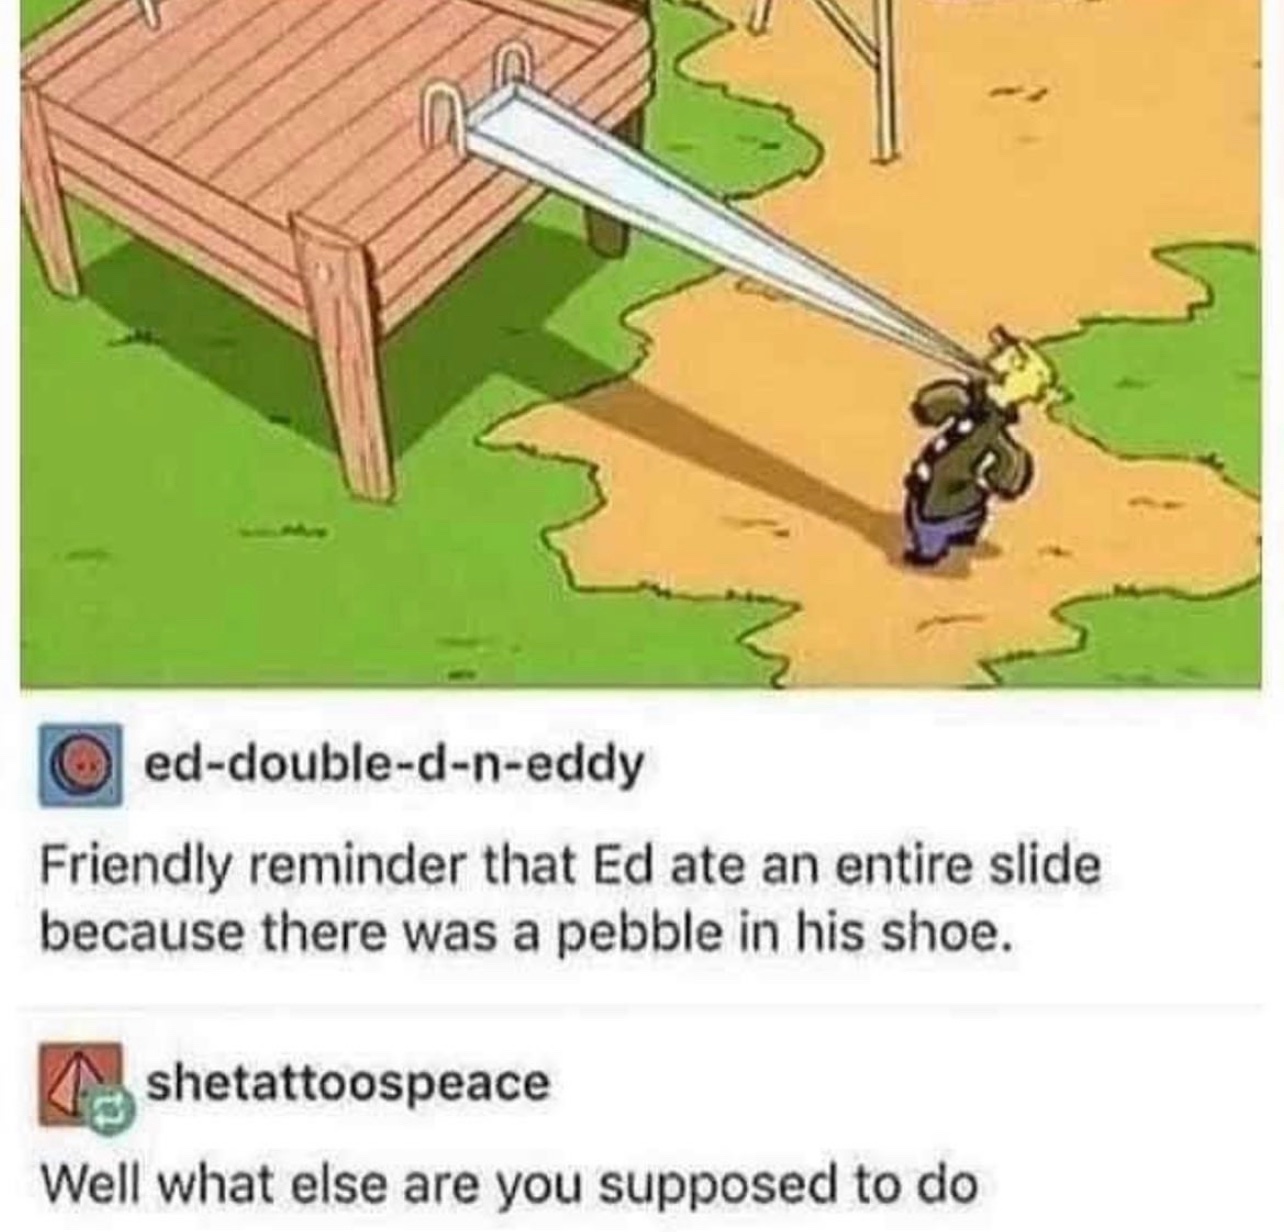 ed-double-d-n-eddy
Friendly reminder that Ed ate an entire slide
because there was a pebble in his shoe.
shetattoospeace
Well what else are you supposed to do